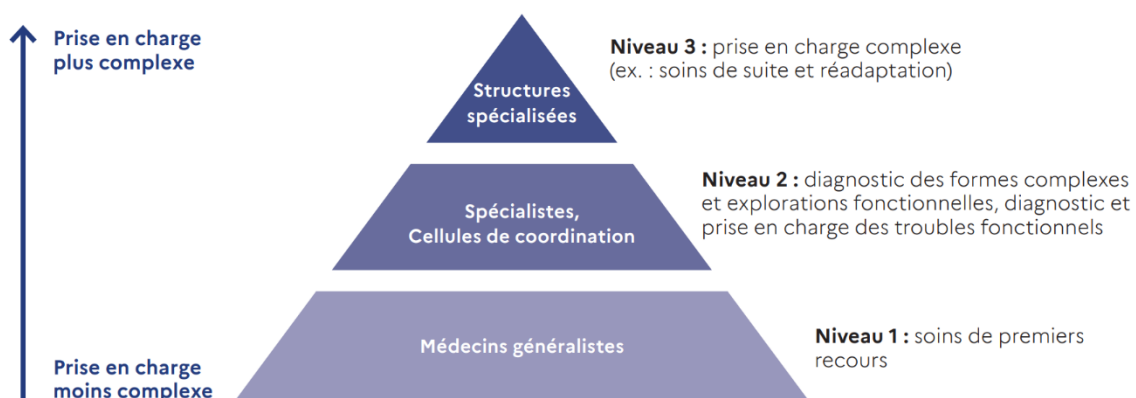 Prise en charge
plus complexe
Structures
spécialisées
Niveau 3 : prise en charge complexe
(ex. : soins de suite et réadaptation)
Spécialistes,
Cellules de coordination
Niveau 2 : diagnostic des formes complexes
et explorations fonctionnelles, diagnostic et
prise en charge des troubles fonctionnels
Médecins généralistes
Niveau 1 : soins de premiers
recours
Prise en charge
moins complexe